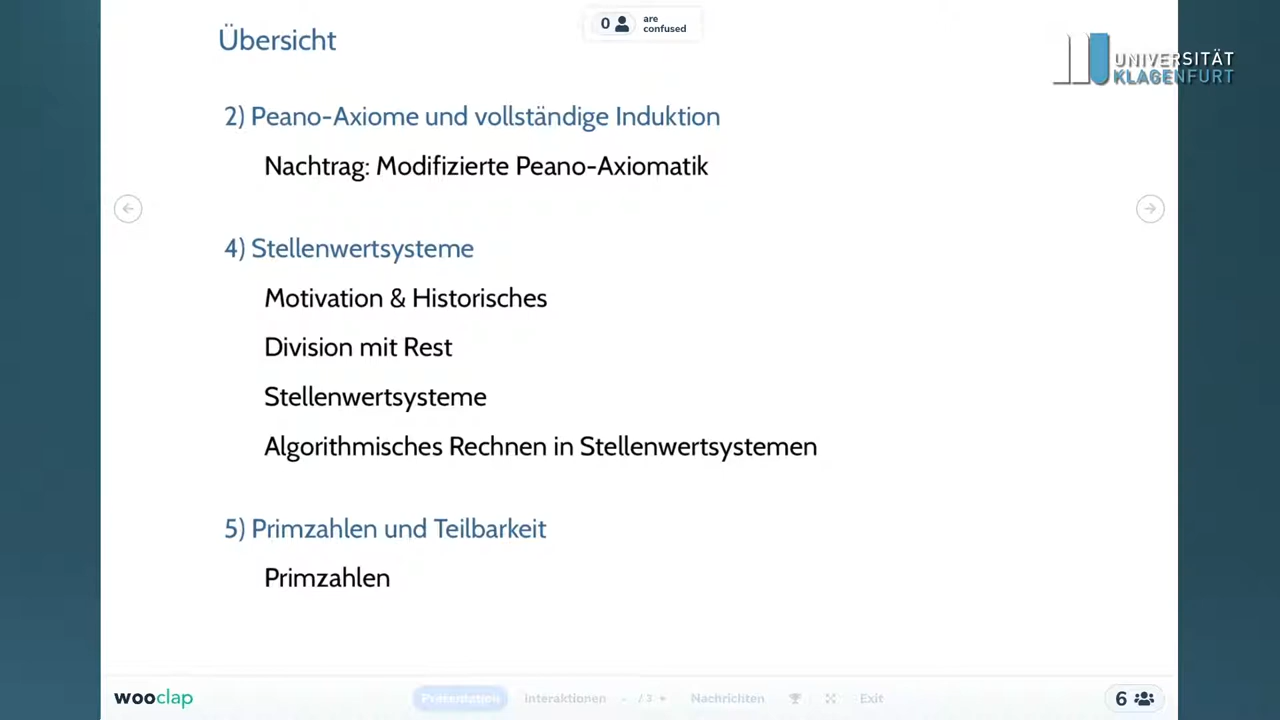 0 are
confused
Übersicht
UNIVERSITÄT
KLAGENFURT
2) Peano-Axiome und vollständige Induktion
Nachtrag: Modifizierte Peano-Axiomatik
4) Stellenwertsysteme
Motivation & Historisches
Division mit Rest
Stellenwertsysteme
Algorithmisches Rechnen in Stellenwertsystemen
5) Primzahlen und Teilbarkeit
Primzahlen
wooclap Präsentation Interaktionen - / 3 + Nachrichten Exit 6